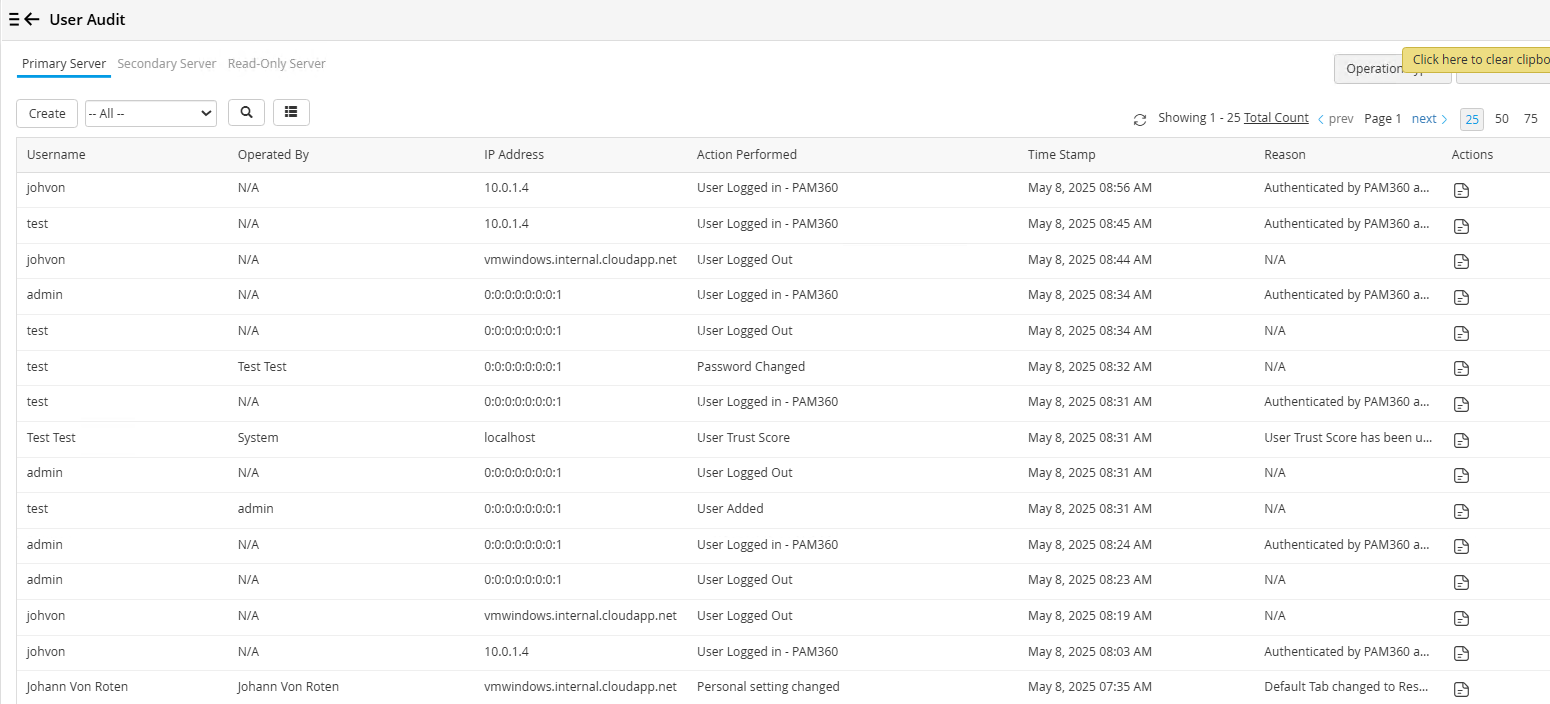 User Audit
Primary Server Secondary Server Read-Only Server
Click here to clear clipbo
Operation
Create -- All --
Showing 1 - 25 Total Count prev Page 1 next 25 50 75
Username Operated By IP Address Action Performed Time Stamp Reason Actions
johvon N/A 10.0.1.4 User Logged in - PAM360 May 8, 2025 08:56 AM Authenticated by PAM360 a...
test N/A 10.0.1.4 User Logged in - PAM360 May 8, 2025 08:45 AM Authenticated by PAM360 a...
johvon N/A vmwindows.internal.cloudapp.net User Logged Out May 8, 2025 08:44 AM N/A
admin N/A 0:0:0:0:0:0:0:1 User Logged in - PAM360 May 8, 2025 08:34 AM Authenticated by PAM360 a...
test N/A 0:0:0:0:0:0:0:1 User Logged Out May 8, 2025 08:34 AM N/A
test Test Test 0:0:0:0:0:0:0:1 Password Changed May 8, 2025 08:32 AM N/A
test N/A 0:0:0:0:0:0:0:1 User Logged in - PAM360 May 8, 2025 08:31 AM Authenticated by PAM360 a...
Test Test System localhost User Trust Score May 8, 2025 08:31 AM User Trust Score has been u...
admin N/A 0:0:0:0:0:0:0:1 User Logged Out May 8, 2025 08:31 AM N/A
test admin 0:0:0:0:0:0:0:1 User Added May 8, 2025 08:31 AM N/A
admin N/A 0:0:0:0:0:0:0:1 User Logged in - PAM360 May 8, 2025 08:24 AM Authenticated by PAM360 a...
admin N/A 0:0:0:0:0:0:0:1 User Logged Out May 8, 2025 08:23 AM N/A
johvon N/A vmwindows.internal.cloudapp.net User Logged Out May 8, 2025 08:19 AM N/A
johvon N/A 10.0.1.4 User Logged in - PAM360 May 8, 2025 08:03 AM Authenticated by PAM360 a...
Johann Von Roten Johann Von Roten vmwindows.internal.cloudapp.net Personal setting changed May 8, 2025 07:35 AM Default Tab changed to Res...